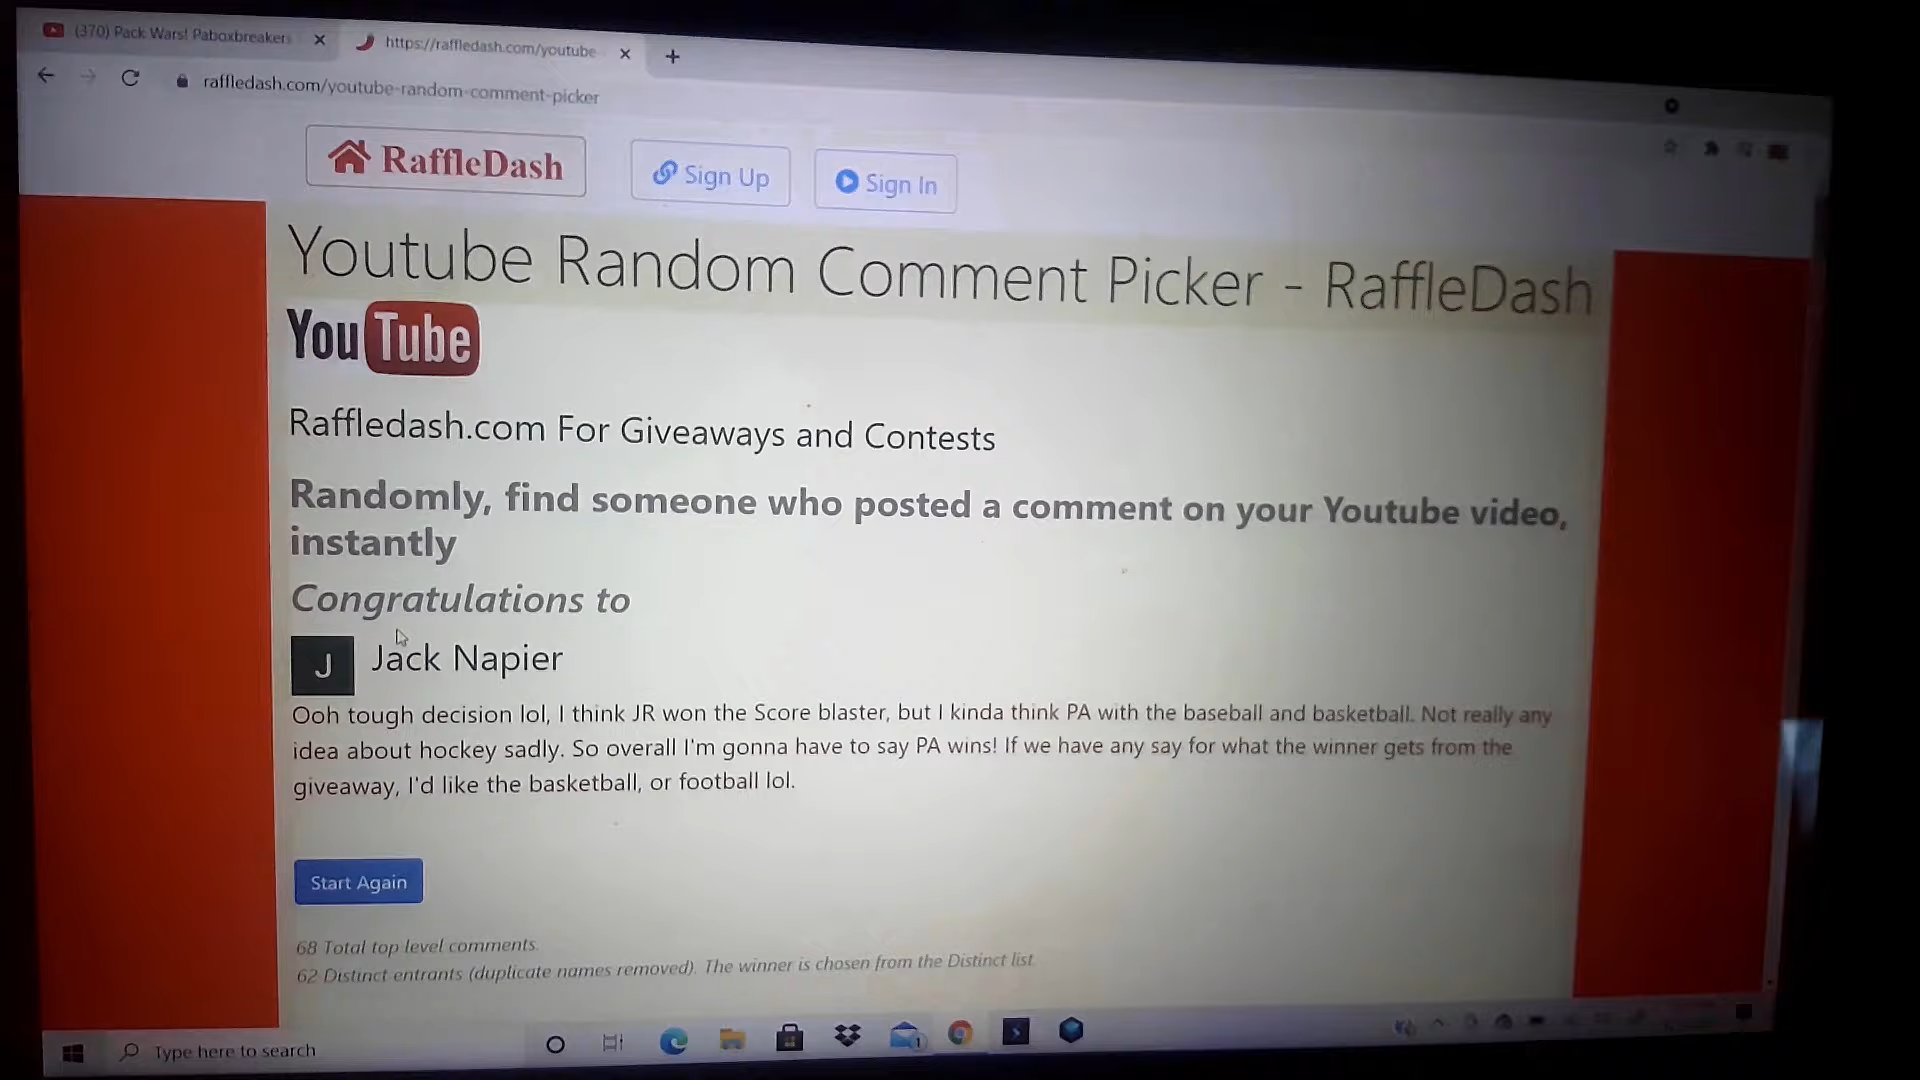 (370) Pack Wars! Paboxbreakers
https://raffledash.com/youtube
raffledash.com/youtube-random-comment-picker
RaffleDash
Sign Up
Sign In
Youtube Random Comment Picker - RaffleDash
YouTube
Raffledash.com For Giveaways and Contests
Randomly, find someone who posted a comment on your Youtube video,
instantly
Congratulations to
J
Jack Napier
Ooh tough decision lol, I think JR won the Score blaster, but I kinda think PA with the baseball and basketball. Not really any
idea about hockey sadly. So overall I'm gonna have to say PA wins! If we have any say for what the winner gets from the
giveaway, I'd like the basketball, or football lol.
Start Again
68 Total top level comments.
62 Distinct entrants (duplicate names removed). The winner is chosen from the Distinct list.
Type here to search
1